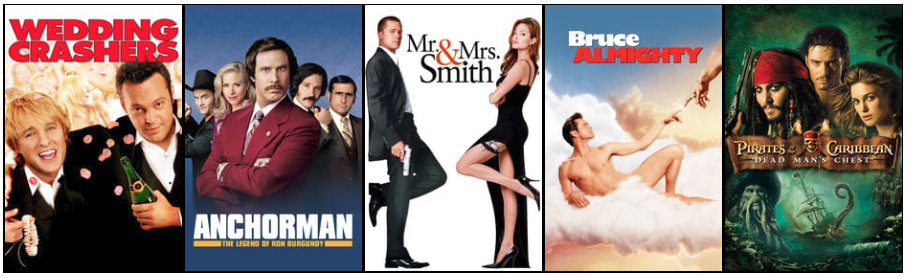 WEDDING
CRASHERS
ANCHORMAN
THE LEGEND OF RON BURGUNDY
Mr. & Mrs.
Smith
Bruce
ALMIGHTY
PIRATES of the CARIBBEAN
DEAD MAN'S CHEST